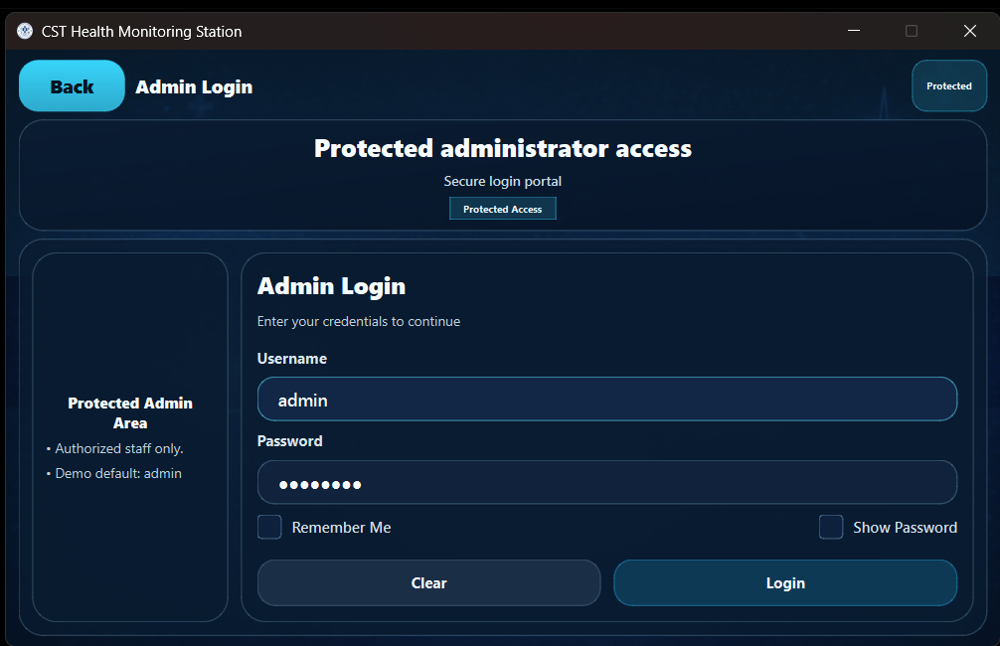 CST Health Monitoring Station
Back
Admin Login
Protected
Protected administrator access
Secure login portal
Protected Access
Protected Admin
Area
• Authorized staff only.
• Demo default: admin
Admin Login
Enter your credentials to continue
Username
admin
Password
●●●●●●●●
Remember Me
Show Password
Clear
Login